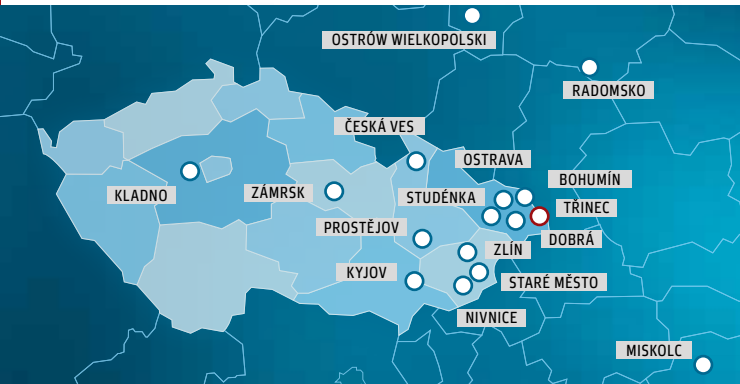 OSTRÓW WIELKOPOLSKI
RADOMSKO
ČESKÁ VES
OSTRAVA
BOHUMÍN
KLADNO
ZÁMRSK
STUDÉNKA
TŘINEC
PROSTĚJOV
DOBRÁ
ZLÍN
KYJOV
STARÉ MĚSTO
NIVNICE
MISKOLC